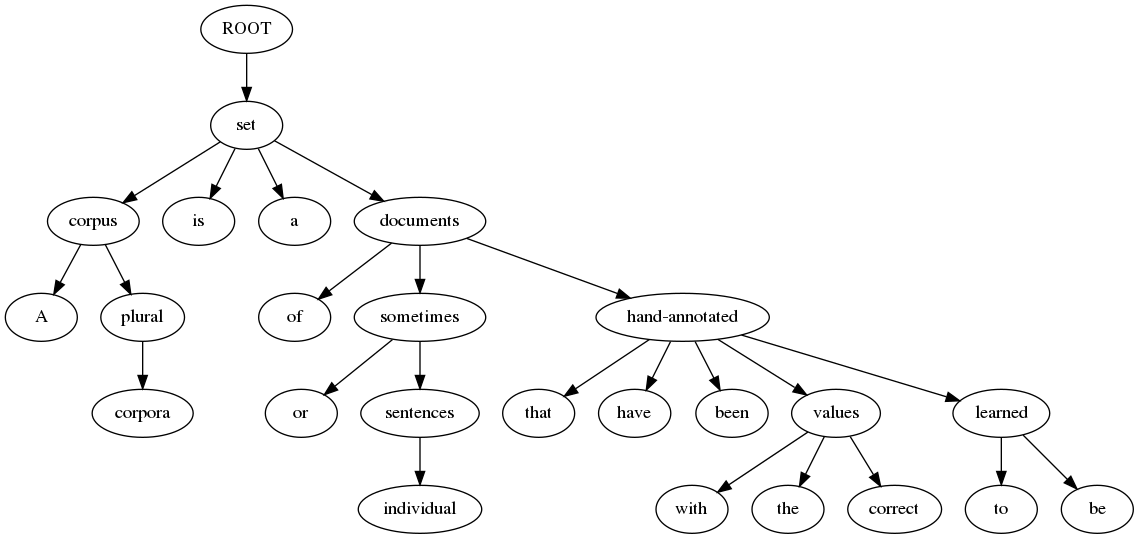 ROOT
set
corpus is a documents
A plural of sometimes hand-annotated
corpora or sentences that have been values learned
individual with the correct to be